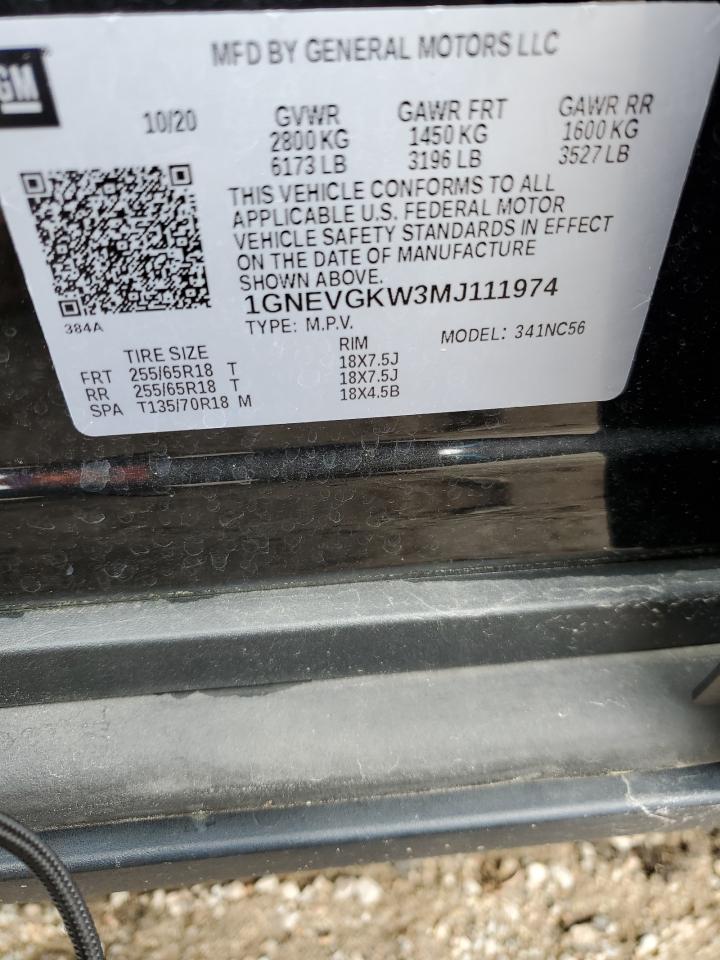 GM
MFD BY GENERAL MOTORS LLC
10/20
GVWR
2800 KG
6173 LB
GAWR FRT
1450 KG
3196 LB
GAWR RR
1600 KG
3527 LB
THIS VEHICLE CONFORMS TO ALL
APPLICABLE U.S. FEDERAL MOTOR
VEHICLE SAFETY STANDARDS IN EFFECT
ON THE DATE OF MANUFACTURE
SHOWN ABOVE.
1GNEVGKW3MJ111974
384A
TYPE: M.P.V.
MODEL: 341NC56
TIRE SIZE RIM
FRT 255/65R18 T 18X7.5J
RR 255/65R18 T 18X7.5J
SPA T135/70R18 M 18X4.5B